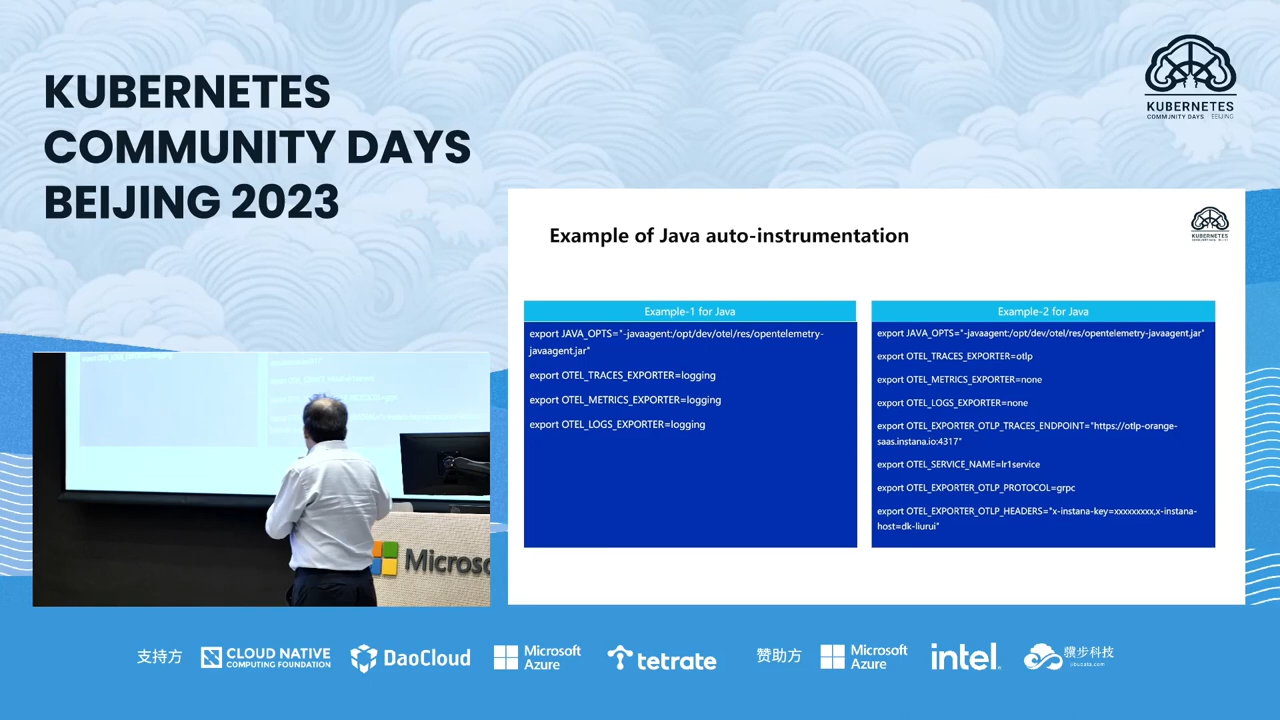 KUBERNETES
COMMUNITY DAYS
BEIJING 2023
KUBERNETES
COMMUNITY DAYS BEIJING
Example of Java auto-instrumentation
KUBERNETES
Example-1 for Java
export JAVA_OPTS="-javaagent:/opt/dev/otel/res/opentelemetry-
javaagent.jar"
export OTEL_TRACES_EXPORTER=logging
export OTEL_METRICS_EXPORTER=logging
export OTEL_LOGS_EXPORTER=logging
Example-2 for Java
export JAVA_OPTS="-javaagent:/opt/dev/otel/res/opentelemetry-javaagent.jar"
export OTEL_TRACES_EXPORTER=otlp
export OTEL_METRICS_EXPORTER=none
export OTEL_LOGS_EXPORTER=none
export OTEL_EXPORTER_OTLP_TRACES_ENDPOINT="https://otlp-orange-
saas.instana.io:4317"
export OTEL_SERVICE_NAME=lr1service
export OTEL_EXPORTER_OTLP_PROTOCOL=grpc
export OTEL_EXPORTER_OTLP_HEADERS="x-instana-key=xxxxxxxxx,x-instana-
host=dk-liurui"
Microso
支持方
CLOUD NATIVE
COMPUTING FOUNDATION
DaoCloud
Microsoft
Azure
tetrate
赞助方
Microsoft
Azure
intel.
骥步科技